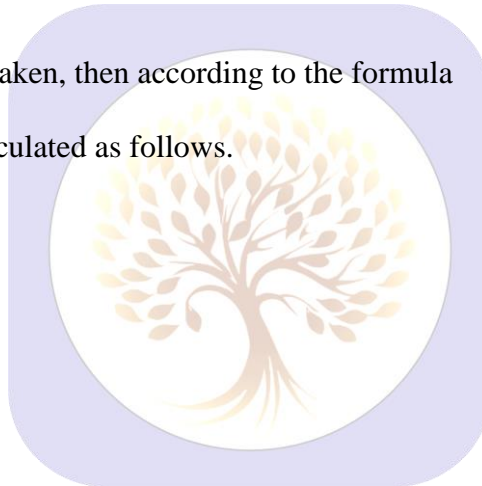 aken, then according to the formula
culated as follows.